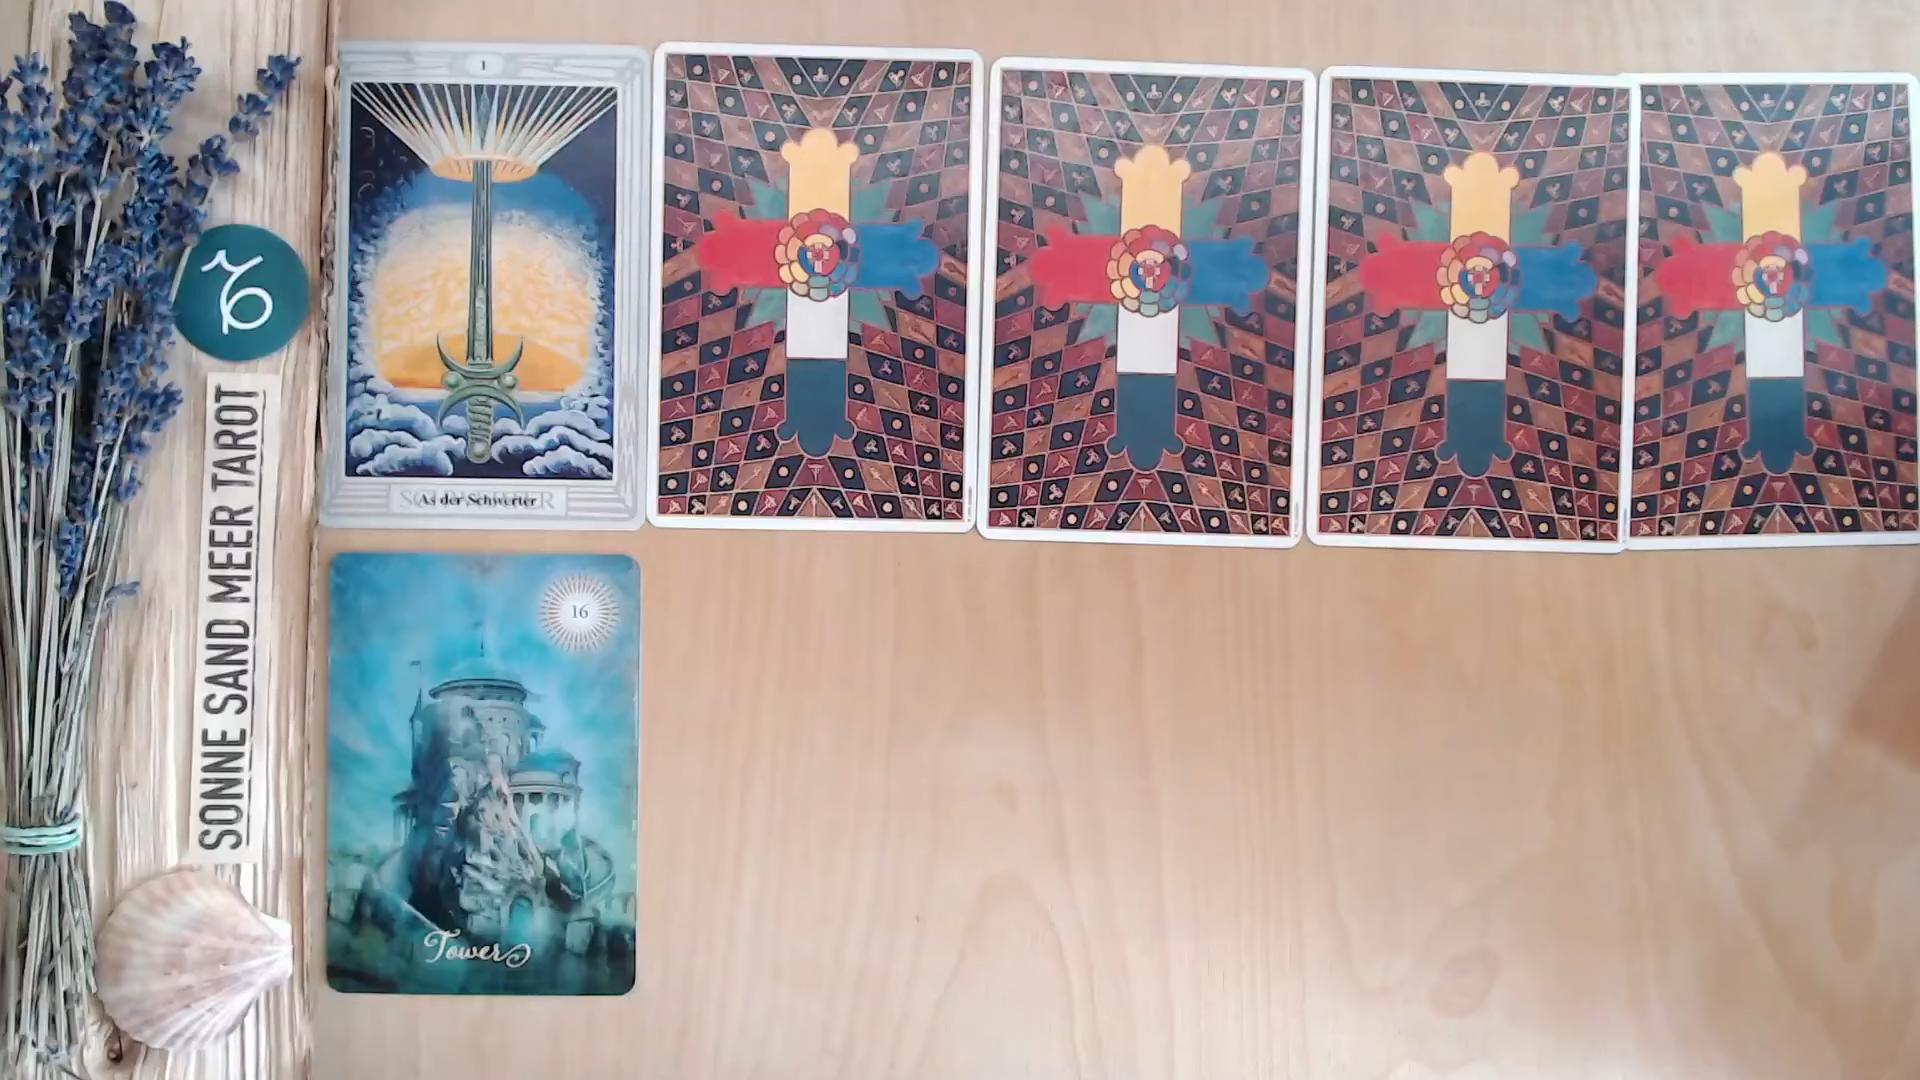 SONNE SAND MEER TAROT
1
As der Schwerter
16
Tower